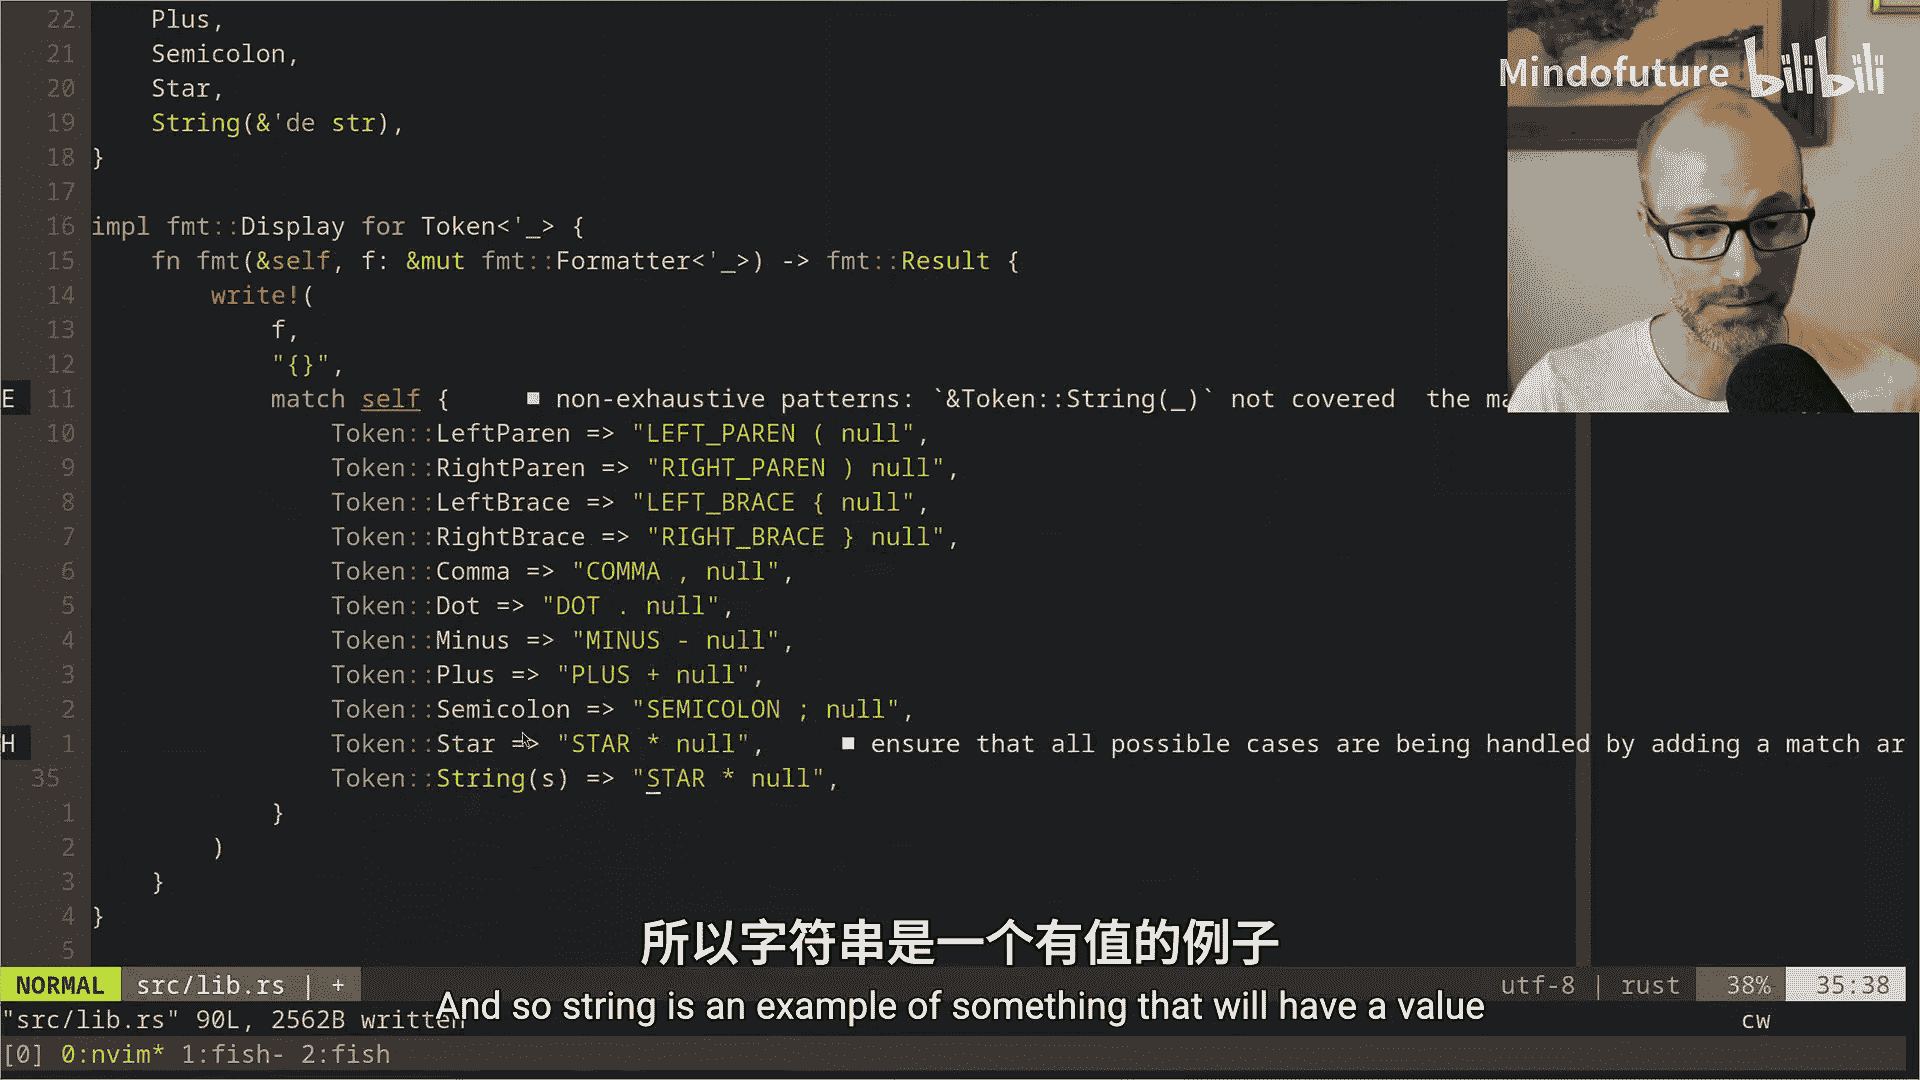 22 Plus,
21 Semicolon,
20 Star,
19 String(&'de str),
18 }
17
16 impl fmt::Display for Token<'_> {
15 fn fmt(&self, f: &mut fmt::Formatter<'_>) -> fmt::Result {
14 write!(
13 f,
12 "{}",
E 11 match self { ■ non-exhaustive patterns: `&Token::String(_)` not covered the ma
10 Token::LeftParen => "LEFT_PAREN ( null",
9 Token::RightParen => "RIGHT_PAREN ) null",
8 Token::LeftBrace => "LEFT_BRACE { null",
7 Token::RightBrace => "RIGHT_BRACE } null",
6 Token::Comma => "COMMA , null",
5 Token::Dot => "DOT . null",
4 Token::Minus => "MINUS - null",
3 Token::Plus => "PLUS + null",
2 Token::Semicolon => "SEMICOLON ; null",
H 1 Token::Star => "STAR * null", ■ ensure that all possible cases are being handled by adding a match ar
35 Token::String(s) => "STAR * null",
1 }
2 )
3 }
4 }
5
Mindofuture bilibili
所以字符串是一个有值的例子
NORMAL src/lib.rs | + utf-8 | rust 38% 35:38
And so string is an example of something that will have a value
"src/lib.rs" 90L, 2562B written cw
[0] 0:nvim* 1:fish- 2:fish